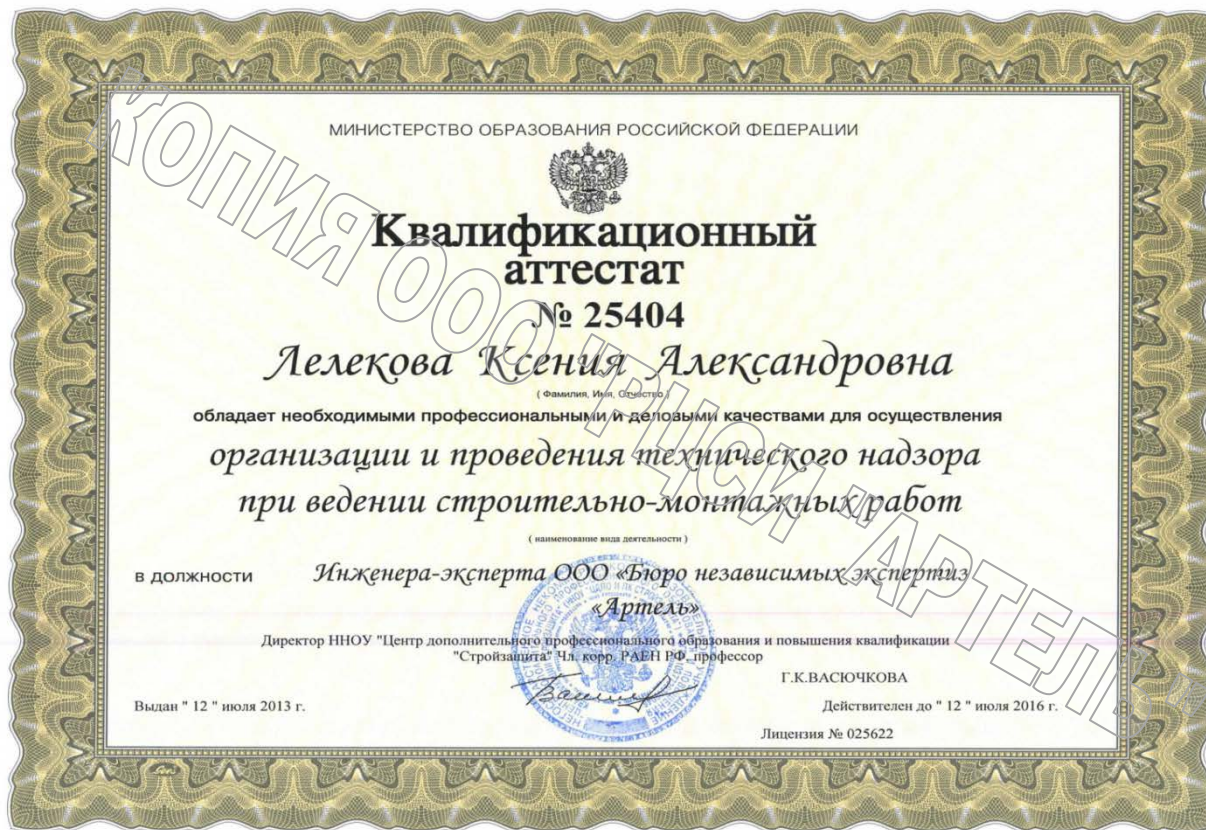 МИНИСТЕРСТВО ОБРАЗОВАНИЯ РОССИЙСКОЙ ФЕДЕРАЦИИ
Квалификационный
аттестат
№ 25404
Лелекова Ксения Александровна
( Фамилия, Имя, Отчество )
обладает необходимыми профессиональными и деловыми качествами для осуществления
организации и проведения технического надзора
при ведении строительно-монтажных работ
( наименование вида деятельности )
в должности Инженера-эксперта ООО «Бюро независимых экспертиз
«Артель»
Директор ННОУ "Центр дополнительного профессионального образования и повышения квалификации
"Стройзащита" Чл. корр. РАЕН РФ, профессор
Г.К.ВАСЮЧКОВА
Выдан " 12 " июля 2013 г. Действителен до " 12 " июля 2016 г.
Лицензия № 025622
КОПИЯ ООО "РЦСИ "АРТЕЛЬ"